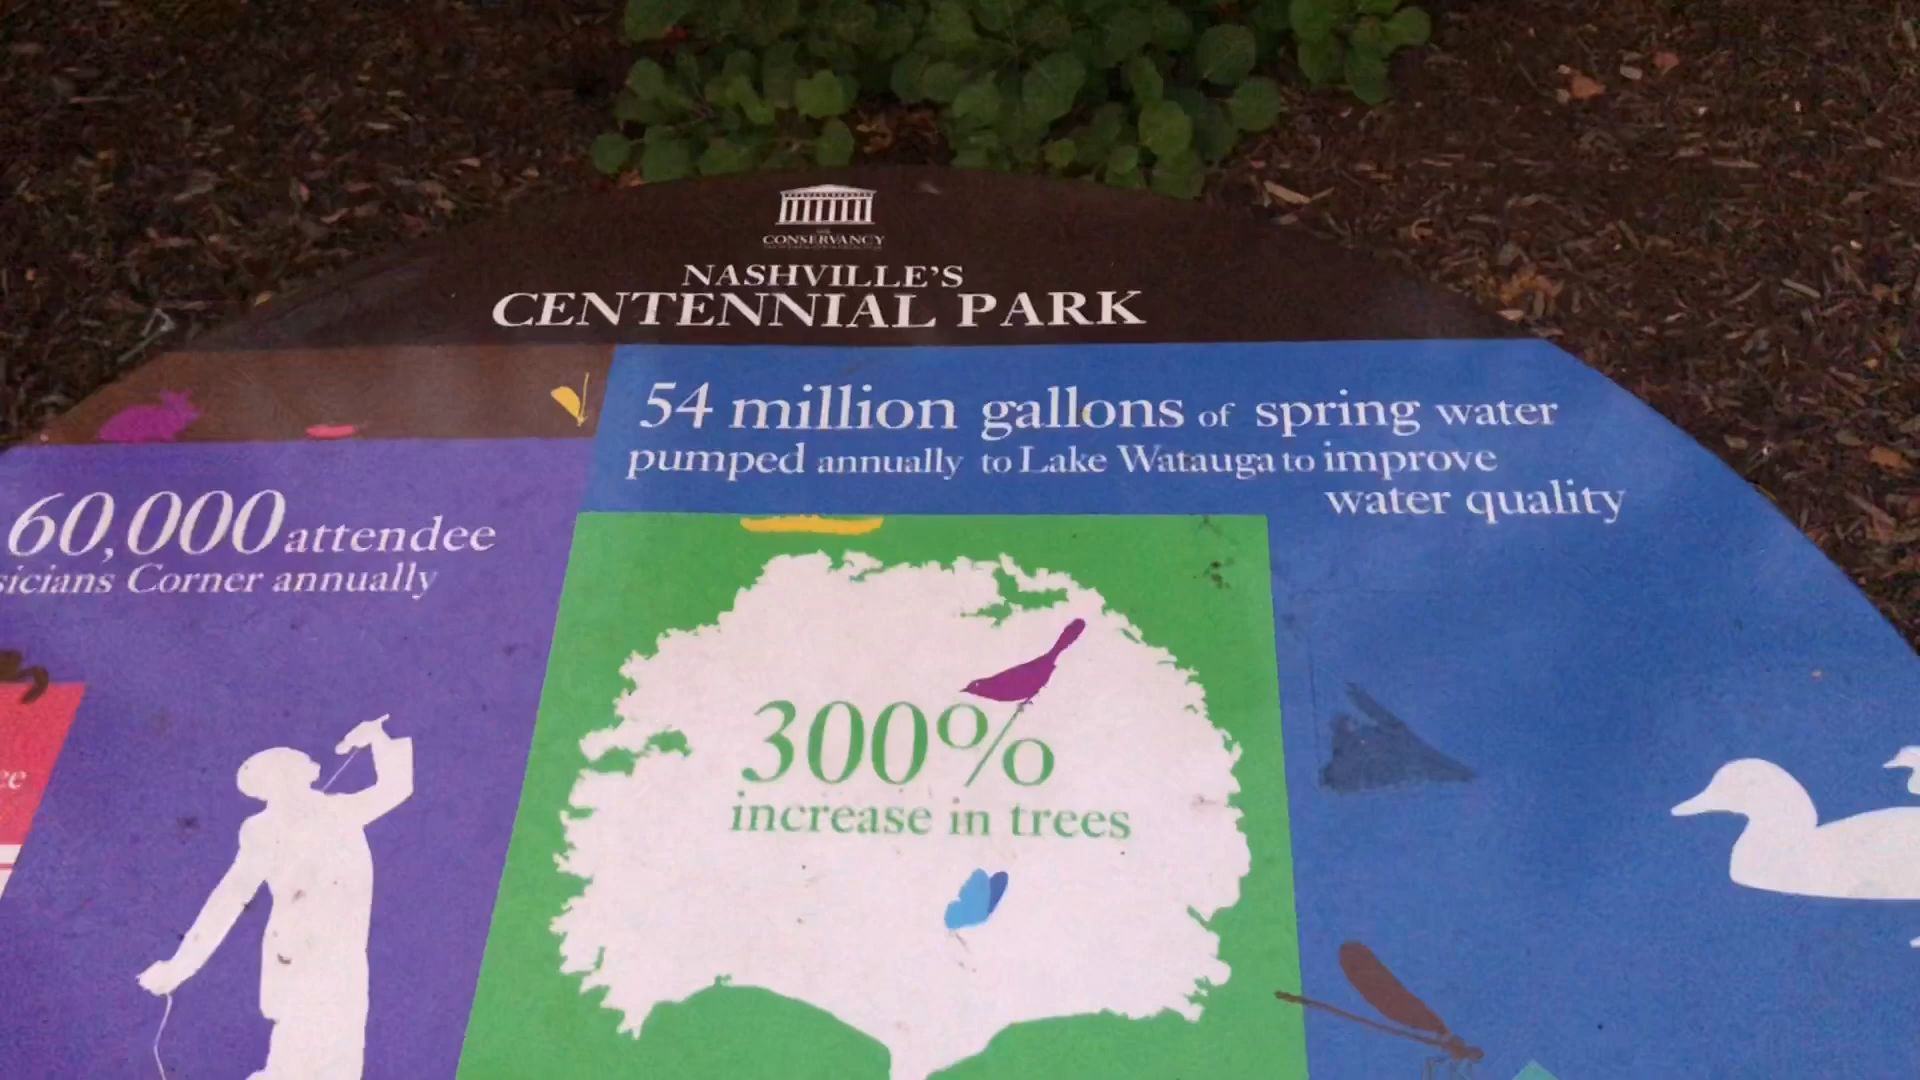 CONSERVANCY
NASHVILLE'S
CENTENNIAL PARK
54 million gallons of spring water
pumped annually to Lake Watauga to improve
water quality
60,000 attendee
sicians Corner annually
300%
increase in trees
ee